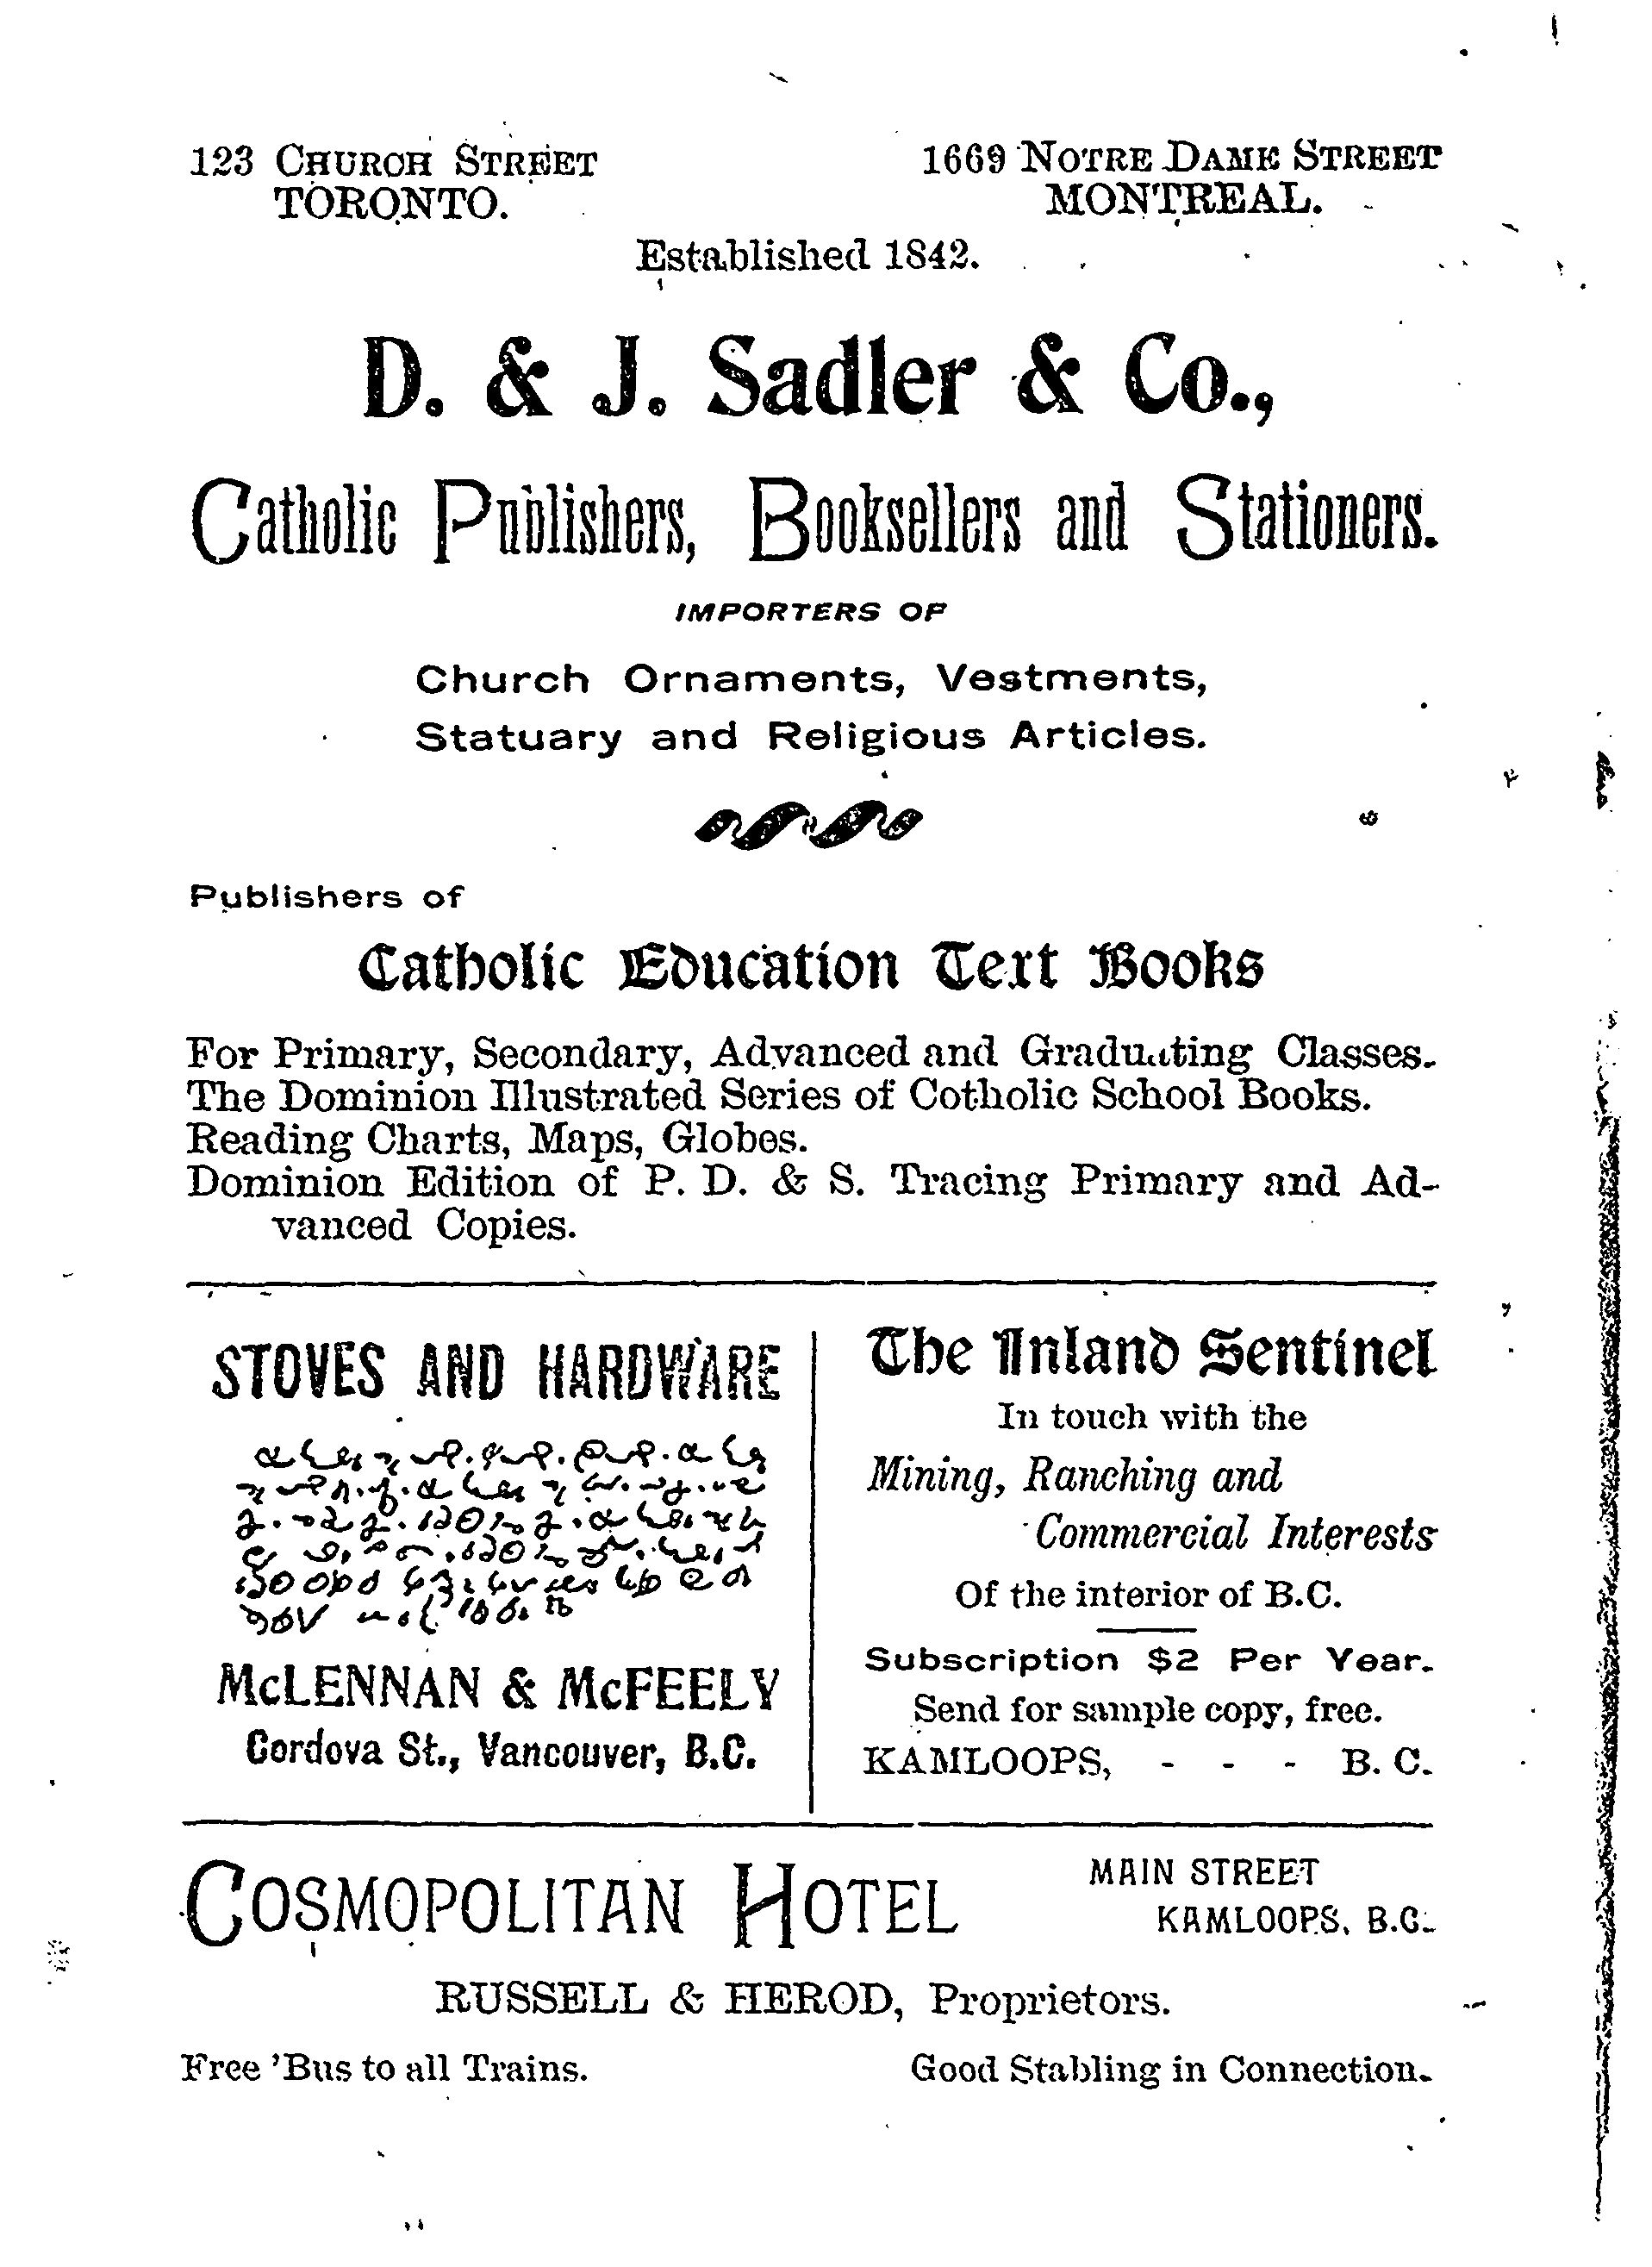 123 CHURCH STREET
TORONTO.
1669 NOTRE DAME STREET
MONTREAL.
Established 1842.
D. & J. Sadler & Co.,
Catholic Publishers, Booksellers and Stationers.
IMPORTERS OF
Church Ornaments, Vestments,
Statuary and Religious Articles.
Publishers of
Catholic Education Text Books
For Primary, Secondary, Advanced and Graduating Classes.
The Dominion Illustrated Series of Cotholic School Books.
Reading Charts, Maps, Globes.
Dominion Edition of P. D. & S. Tracing Primary and Ad-
vanced Copies.
STOVES AND HARDWARE
McLENNAN & McFEELY
Cordova St., Vancouver, B.C.
The Inland Sentinel
In touch with the
Mining, Ranching and
Commercial Interests
Of the interior of B.C.
Subscription $2 Per Year.
Send for sample copy, free.
KAMLOOPS, - - - B. C.
COSMOPOLITAN HOTEL
MAIN STREET
KAMLOOPS, B.C.
RUSSELL & HEROD, Proprietors.
Free 'Bus to all Trains.
Good Stabling in Connection.